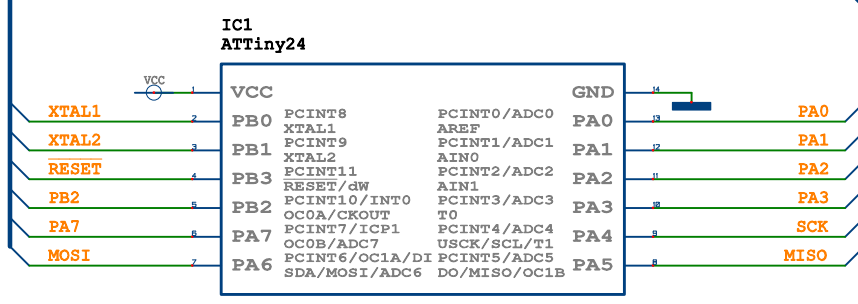 IC1
ATTiny24
VCC 1 VCC GND 14
XTAL1 2 PB0 PCINT8 PCINT0/ADC0 PA0 13 PA0
XTAL1 AREF
XTAL2 3 PB1 PCINT9 PCINT1/ADC1 PA1 12 PA1
XTAL2 AIN0
RESET 4 PB3 PCINT11 PCINT2/ADC2 PA2 11 PA2
RESET/dW AIN1
PB2 5 PB2 PCINT10/INT0 PCINT3/ADC3 PA3 10 PA3
OC0A/CKOUT T0
PA7 6 PA7 PCINT7/ICP1 PCINT4/ADC4 PA4 9 SCK
OC0B/ADC7 USCK/SCL/T1
MOSI 7 PA6 PCINT6/OC1A/DI PCINT5/ADC5 PA5 8 MISO
SDA/MOSI/ADC6 DO/MISO/OC1B